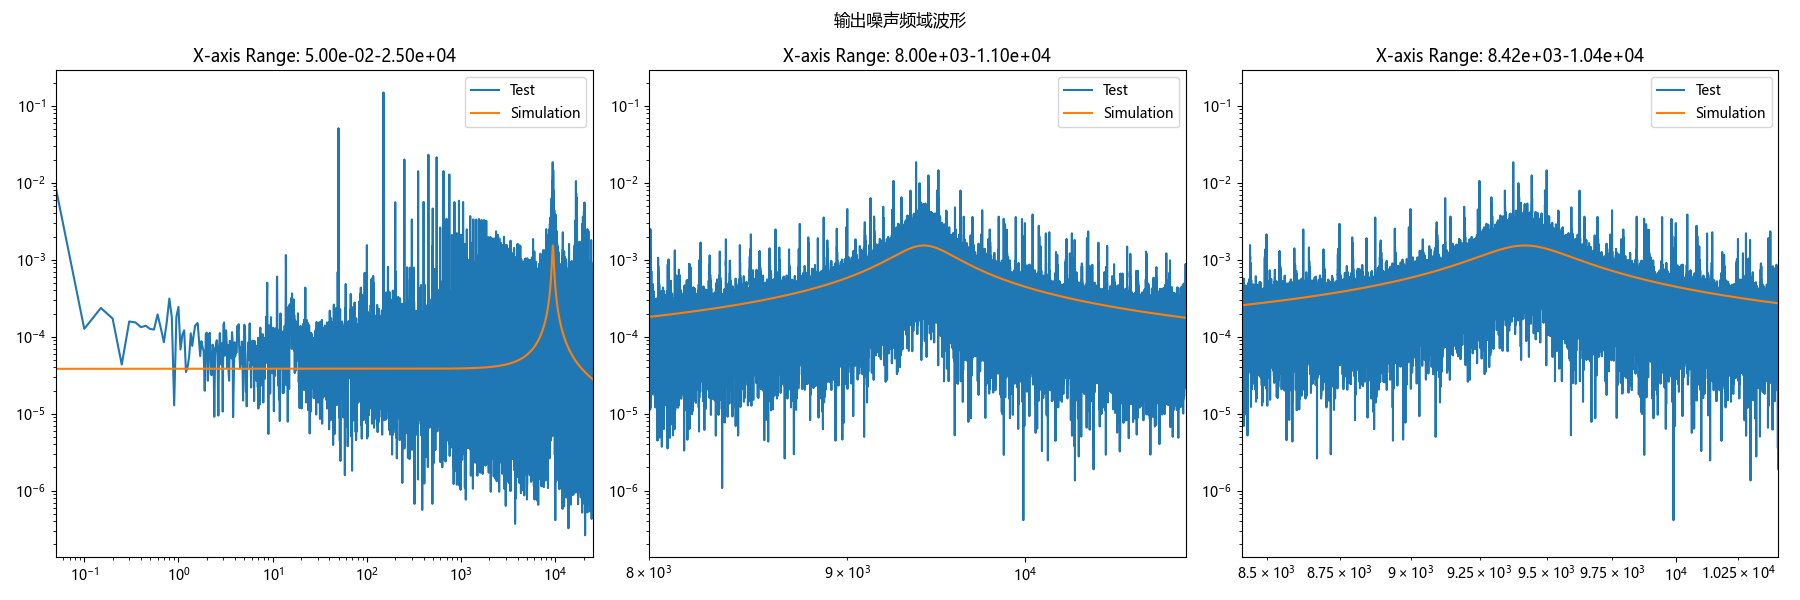 输出噪声频域波形
X-axis Range: 5.00e-02-2.50e+04
Test
Simulation
10⁻¹
10⁻²
10⁻³
10⁻⁴
10⁻⁵
10⁻⁶
10⁻¹
10⁰
10¹
10²
10³
10⁴
X-axis Range: 8.00e+03-1.10e+04
Test
Simulation
10⁻¹
10⁻²
10⁻³
10⁻⁴
10⁻⁵
10⁻⁶
8 × 10³
9 × 10³
10⁴
X-axis Range: 8.42e+03-1.04e+04
Test
Simulation
10⁻¹
10⁻²
10⁻³
10⁻⁴
10⁻⁵
10⁻⁶
8.5 × 10³
8.75 × 10³
9 × 10³
9.25 × 10³
9.5 × 10³
9.75 × 10³
10⁴
1.025 × 10⁴